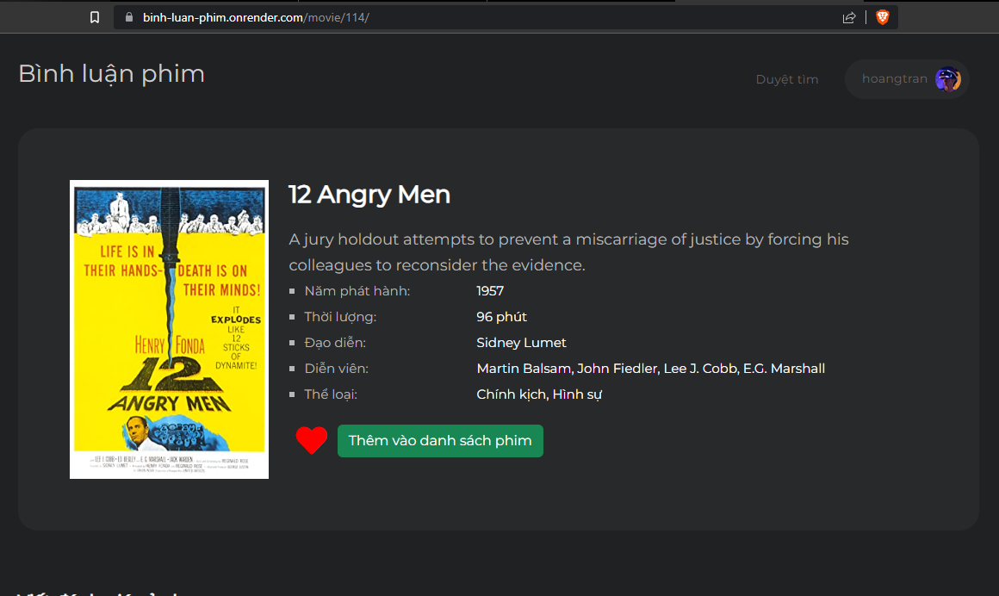 binh-luan-phim.onrender.com/movie/114/
Bình luận phim
Duyệt tìm
hoangtran
12 Angry Men
A jury holdout attempts to prevent a miscarriage of justice by forcing his
colleagues to reconsider the evidence.
Năm phát hành: 1957
Thời lượng: 96 phút
Đạo diễn: Sidney Lumet
Diễn viên: Martin Balsam, John Fiedler, Lee J. Cobb, E.G. Marshall
Thể loại: Chính kịch, Hình sự
Thêm vào danh sách phim
LIFE IS IN
THEIR HANDS-
DEATH IS ON
THEIR MINDS!
IT
EXPLODES
LIKE
12
STICKS
OF
DYNAMITE!
HENRY FONDA
12
ANGRY MEN